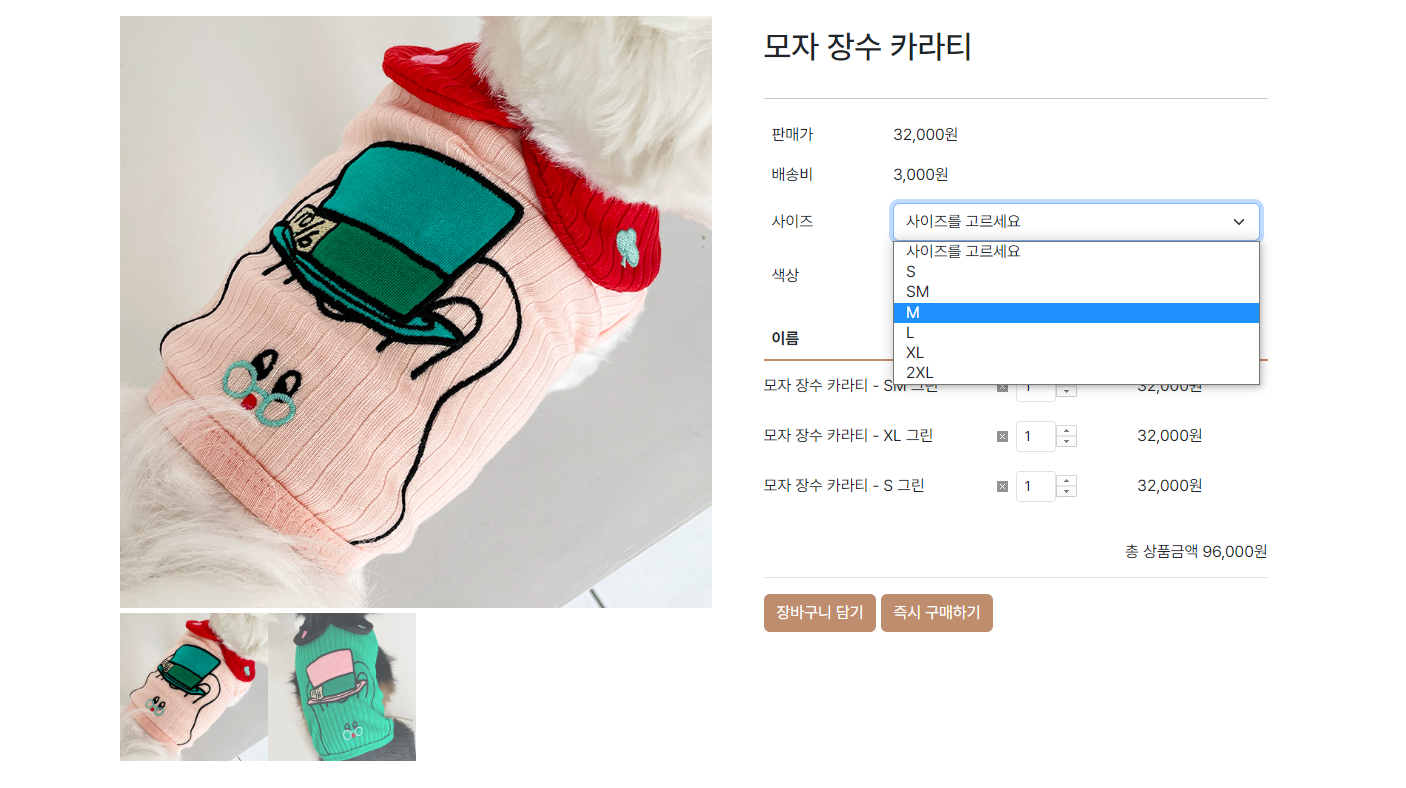 모자 장수 카라티
판매가 32,000원
배송비 3,000원
사이즈 사이즈를 고르세요
사이즈를 고르세요
S
SM
M
L
XL
2XL
색상
이름
모자 장수 카라티 - SM 그린 1 32,000원
모자 장수 카라티 - XL 그린 1 32,000원
모자 장수 카라티 - S 그린 1 32,000원
총 상품금액 96,000원
장바구니 담기 즉시 구매하기
10/6